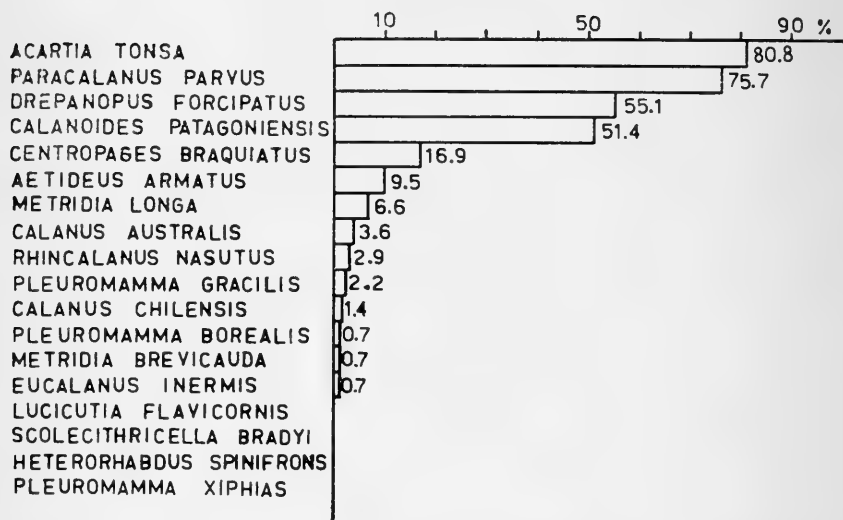 10 50 90 %
ACARTIA TONSA 80.8
PARACALANUS PARVUS 75.7
DREPANOPUS FORCIPATUS 55.1
CALANOIDES PATAGONIENSIS 51.4
CENTROPAGES BRAQUIATUS 16.9
AETIDEUS ARMATUS 9.5
METRIDIA LONGA 6.6
CALANUS AUSTRALIS 3.6
RHINCALANUS NASUTUS 2.9
PLEUROMAMMA GRACILIS 2.2
CALANUS CHILENSIS 1.4
PLEUROMAMMA BOREALIS 0.7
METRIDIA BREVICAUDA 0.7
EUCALANUS INERMIS 0.7
LUCICUTIA FLAVICORNIS
SCOLECITHRICELLA BRADYI
HETERORHABDUS SPINIFRONS
PLEUROMAMMA XIPHIAS